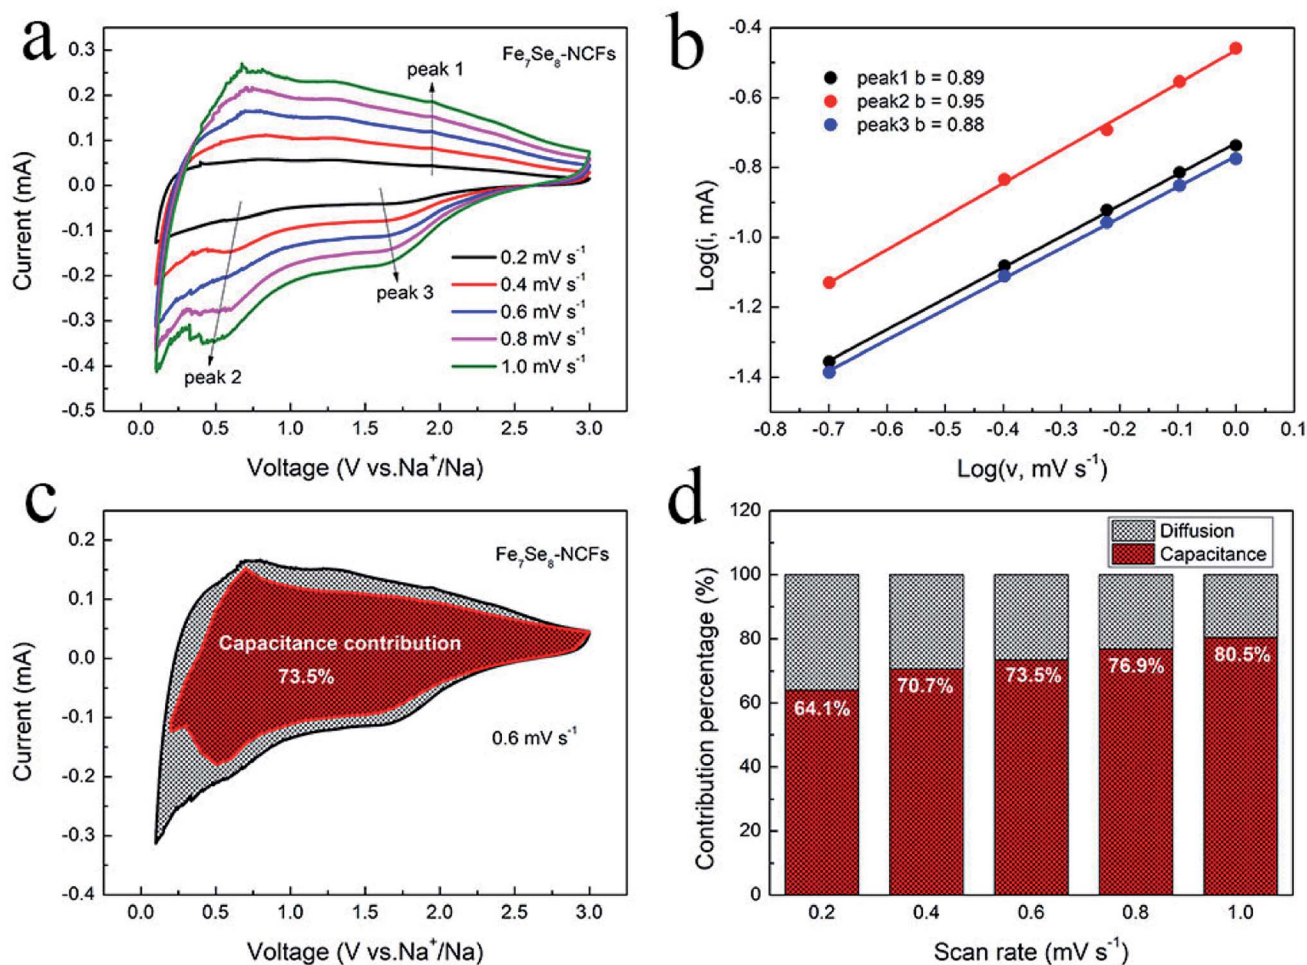 a
Fe₇Se₈-NCFs
peak 1
peak 2
peak 3
0.2 mV s⁻¹
0.4 mV s⁻¹
0.6 mV s⁻¹
0.8 mV s⁻¹
1.0 mV s⁻¹
0.3
0.2
0.1
0.0
-0.1
-0.2
-0.3
-0.4
-0.5
Current (mA)
0.0 0.5 1.0 1.5 2.0 2.5 3.0
Voltage (V vs.Na⁺/Na)
b
peak1 b = 0.89
peak2 b = 0.95
peak3 b = 0.88
-0.4
-0.6
-0.8
-1.0
-1.2
-1.4
Log(i, mA)
-0.8 -0.7 -0.6 -0.5 -0.4 -0.3 -0.2 -0.1 0.0 0.1
Log(v, mV s⁻¹)
c
Fe₇Se₈-NCFs
Capacitance contribution
73.5%
0.6 mV s⁻¹
0.2
0.1
0.0
-0.1
-0.2
-0.3
-0.4
Current (mA)
0.0 0.5 1.0 1.5 2.0 2.5 3.0
Voltage (V vs.Na⁺/Na)
d
Diffusion
Capacitance
120
100
80
60
40
20
0
Contribution percentage (%)
64.1%
70.7%
73.5%
76.9%
80.5%
0.2 0.4 0.6 0.8 1.0
Scan rate (mV s⁻¹)